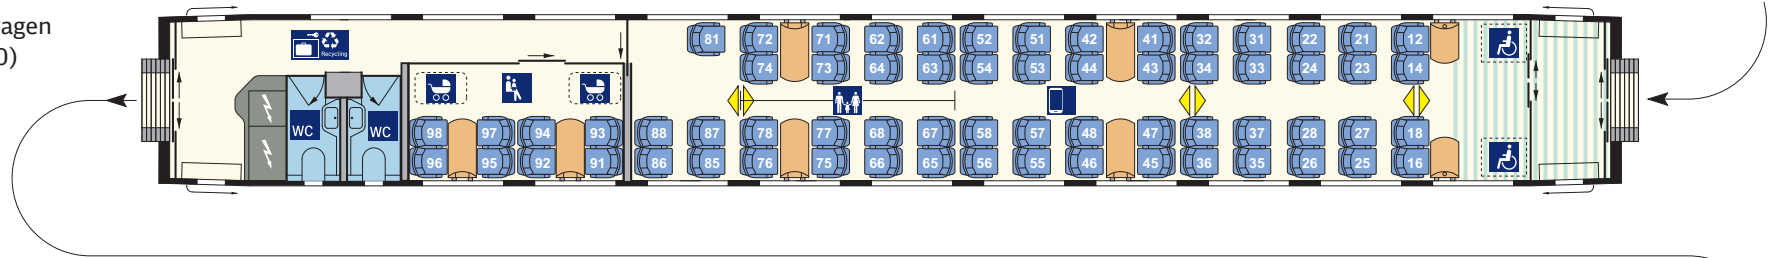 agen
0)
Recycling
WC
WC
81 72 71 62 61 52 51 42 41 32 31 22 21 12
74 73 64 63 54 53 44 43 34 33 24 23 14
98 97 94 93 88 87 78 77 68 67 58 57 48 47 38 37 28 27 18
96 95 92 91 86 85 76 75 66 65 56 55 46 45 36 35 26 25 16